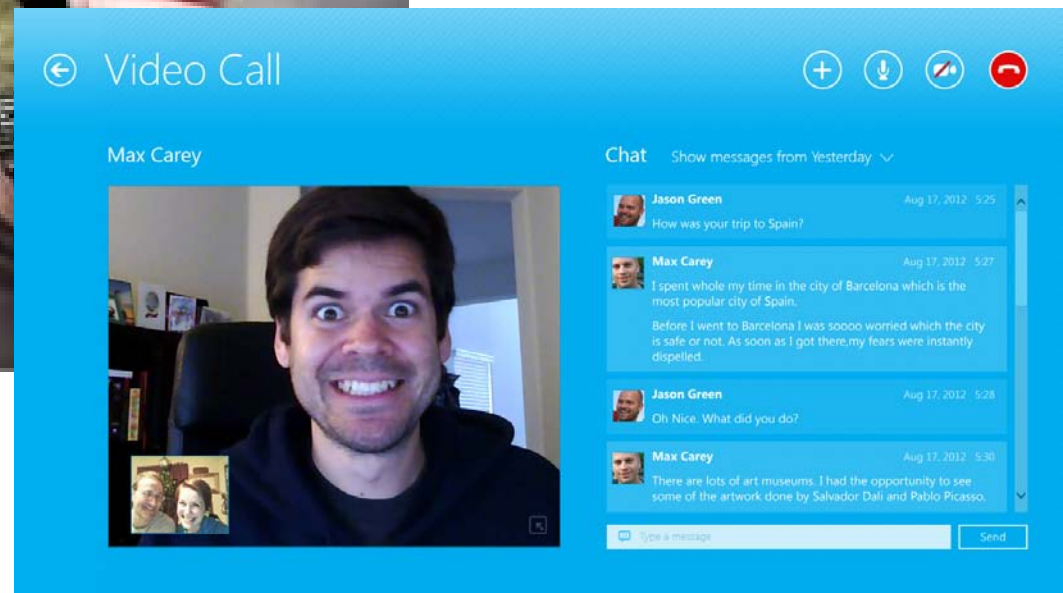 Video Call
Max Carey
Chat Show messages from Yesterday
Jason Green Aug 17, 2012 5:25
How was your trip to Spain?
Max Carey Aug 17, 2012 5:27
I spent whole my time in the city of Barcelona which is the
most popular city of Spain.
Before I went to Barcelona I was soooo worried which the city
is safe or not. As soon as I got there,my fears were instantly
dispelled.
Jason Green Aug 17, 2012 5:28
Oh Nice. What did you do?
Max Carey Aug 17, 2012 5:30
There are lots of art museums. I had the opportunity to see
some of the artwork done by Salvador Dali and Pablo Picasso.
Type a message
Send